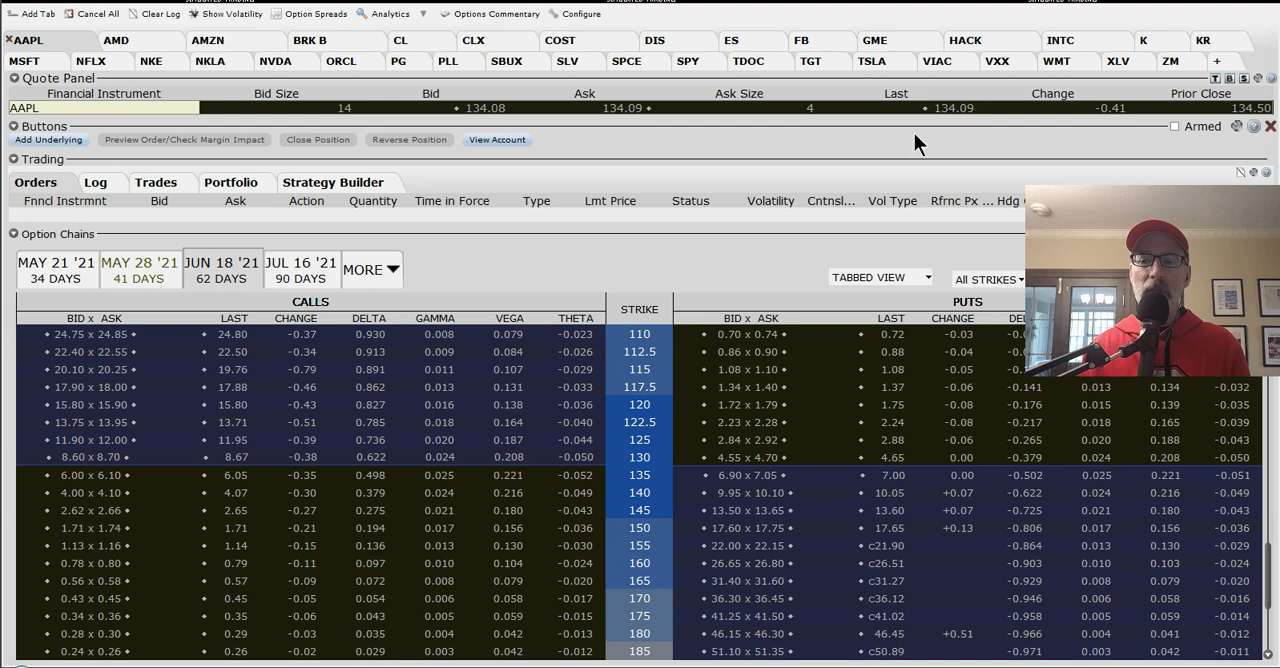 Add Tab Cancel All Clear Log Show Volatility Option Spreads Analytics Options Commentary Configure
AAPL AMD AMZN BRK B CL CLX COST DIS ES FB GME HACK INTC K KR
MSFT NFLX NKE NKLA NVDA ORCL PG PLL SBUX SLV SPCE SPY TDOC TGT TSLA VIAC VXX WMT XLV ZM +
Quote Panel T B S
Financial Instrument Bid Size Bid Ask Ask Size Last Change Prior Close
AAPL 14 134.08 134.09 4 134.09 -0.41 134.50
Buttons Armed
Add Underlying Preview Order/Check Margin Impact Close Position Reverse Position View Account
Trading
Orders Log Trades Portfolio Strategy Builder
Fnncl Instrmnt Bid Ask Action Quantity Time in Force Type Lmt Price Status Volatility Cntnsl... Vol Type Rfrnc Px ... Hdg
Option Chains
MAY 21 '21 MAY 28 '21 JUN 18 '21 JUL 16 '21 MORE
34 DAYS 41 DAYS 62 DAYS 90 DAYS
TABBED VIEW All STRIKES
CALLS STRIKE PUTS
BID x ASK LAST CHANGE DELTA GAMMA VEGA THETA BID x ASK LAST CHANGE
24.75 x 24.85 24.80 -0.37 0.930 0.008 0.079 -0.023 110 0.70 x 0.74 0.72 -0.03
22.40 x 22.55 22.50 -0.34 0.913 0.009 0.084 -0.026 112.5 0.86 x 0.90 0.88 -0.04
20.10 x 20.25 19.76 -0.79 0.891 0.011 0.107 -0.029 115 1.08 x 1.10 1.08 -0.05
17.90 x 18.00 17.88 -0.46 0.862 0.013 0.131 -0.033 117.5 1.34 x 1.40 1.37 -0.06 -0.141 0.013 0.134 -0.032
15.80 x 15.90 15.80 -0.43 0.827 0.016 0.138 -0.036 120 1.72 x 1.79 1.75 -0.08 -0.176 0.015 0.139 -0.035
13.75 x 13.95 13.71 -0.51 0.785 0.018 0.164 -0.040 122.5 2.23 x 2.28 2.24 -0.08 -0.217 0.018 0.165 -0.039
11.90 x 12.00 11.95 -0.39 0.736 0.020 0.187 -0.044 125 2.84 x 2.92 2.88 -0.06 -0.265 0.020 0.188 -0.043
8.60 x 8.70 8.67 -0.38 0.622 0.024 0.208 -0.050 130 4.55 x 4.70 4.65 0.00 -0.379 0.024 0.208 -0.050
6.00 x 6.10 6.05 -0.35 0.498 0.025 0.221 -0.052 135 6.90 x 7.05 7.00 0.00 -0.502 0.025 0.221 -0.051
4.00 x 4.10 4.07 -0.30 0.379 0.024 0.216 -0.049 140 9.95 x 10.10 10.05 +0.07 -0.622 0.024 0.216 -0.049
2.62 x 2.66 2.65 -0.27 0.275 0.021 0.180 -0.043 145 13.50 x 13.65 13.60 +0.07 -0.725 0.021 0.180 -0.043
1.71 x 1.74 1.71 -0.21 0.194 0.017 0.156 -0.036 150 17.60 x 17.75 17.65 +0.13 -0.806 0.017 0.156 -0.036
1.13 x 1.16 1.14 -0.15 0.136 0.013 0.130 -0.030 155 22.00 x 22.15 c21.90 -0.864 0.013 0.130 -0.029
0.78 x 0.80 0.79 -0.11 0.097 0.010 0.104 -0.024 160 26.65 x 26.80 c26.51 -0.903 0.010 0.103 -0.024
0.56 x 0.58 0.57 -0.09 0.072 0.008 0.079 -0.020 165 31.40 x 31.60 c31.27 -0.929 0.008 0.079 -0.020
0.43 x 0.45 0.45 -0.05 0.054 0.006 0.058 -0.017 170 36.30 x 36.45 c36.12 -0.946 0.006 0.058 -0.016
0.34 x 0.36 0.35 -0.06 0.043 0.005 0.059 -0.015 175 41.25 x 41.50 c41.02 -0.958 0.005 0.059 -0.014
0.28 x 0.30 0.29 -0.03 0.035 0.004 0.042 -0.013 180 46.15 x 46.30 46.45 +0.51 -0.966 0.004 0.041 -0.012
0.24 x 0.26 0.26 -0.02 0.029 0.003 0.042 -0.012 185 51.10 x 51.35 c50.89 -0.971 0.003 0.042 -0.011